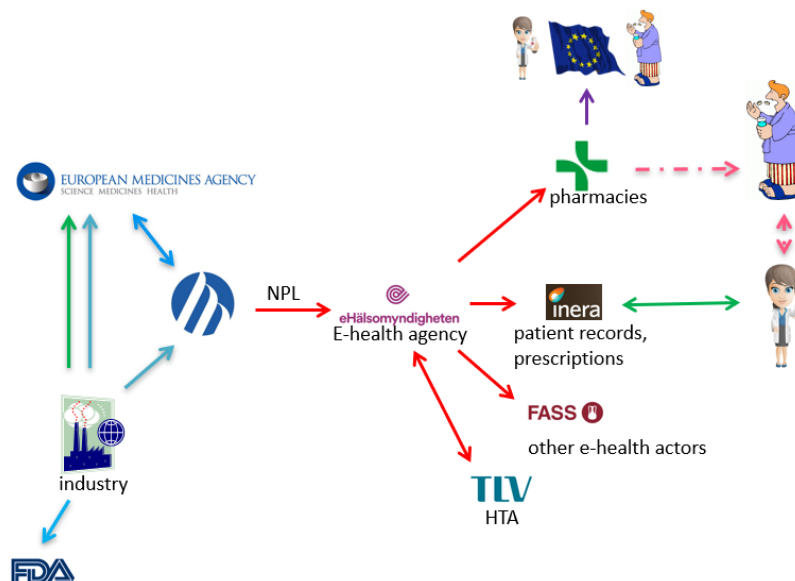 EUROPEAN MEDICINES AGENCY
SCIENCE MEDICINES HEALTH
pharmacies
NPL
eHälsomyndigheten
E-health agency
inera
patient records,
prescriptions
FASS
other e-health actors
industry
TLV
HTA
FDA